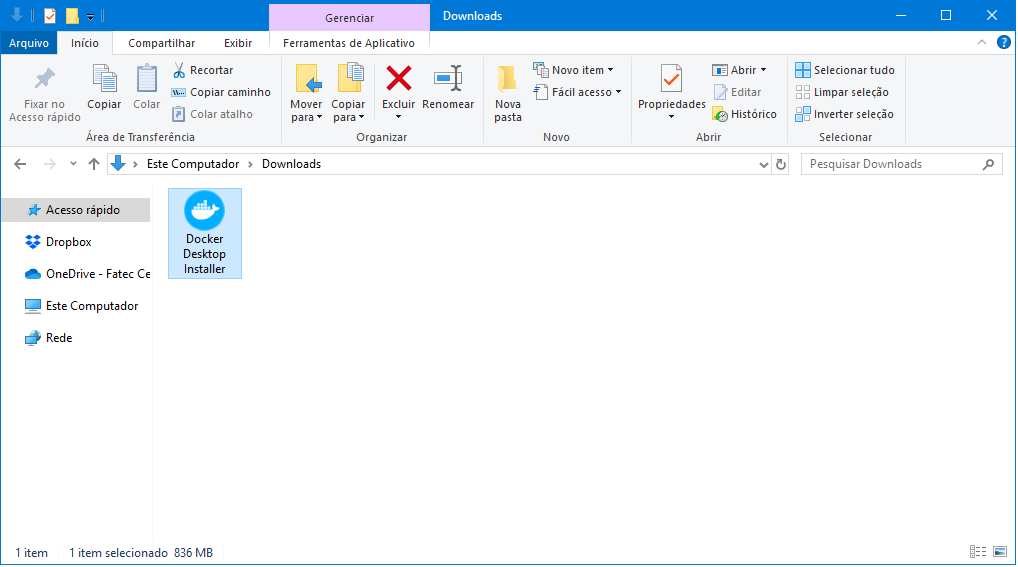 Gerenciar
Downloads
Arquivo
Início
Compartilhar
Exibir
Ferramentas de Aplicativo
Fixar no
Acesso rápido
Copiar
Colar
Recortar
Copiar caminho
Colar atalho
Área de Transferência
Mover
para
Copiar
para
Excluir
Renomear
Organizar
Nova
pasta
Novo item
Fácil acesso
Novo
Propriedades
Abrir
Editar
Histórico
Abrir
Selecionar tudo
Limpar seleção
Inverter seleção
Selecionar
Este Computador
Downloads
Pesquisar Downloads
Acesso rápido
Dropbox
OneDrive - Fatec Ce
Este Computador
Rede
Docker
Desktop
Installer
1 item
1 item selecionado 836 MB